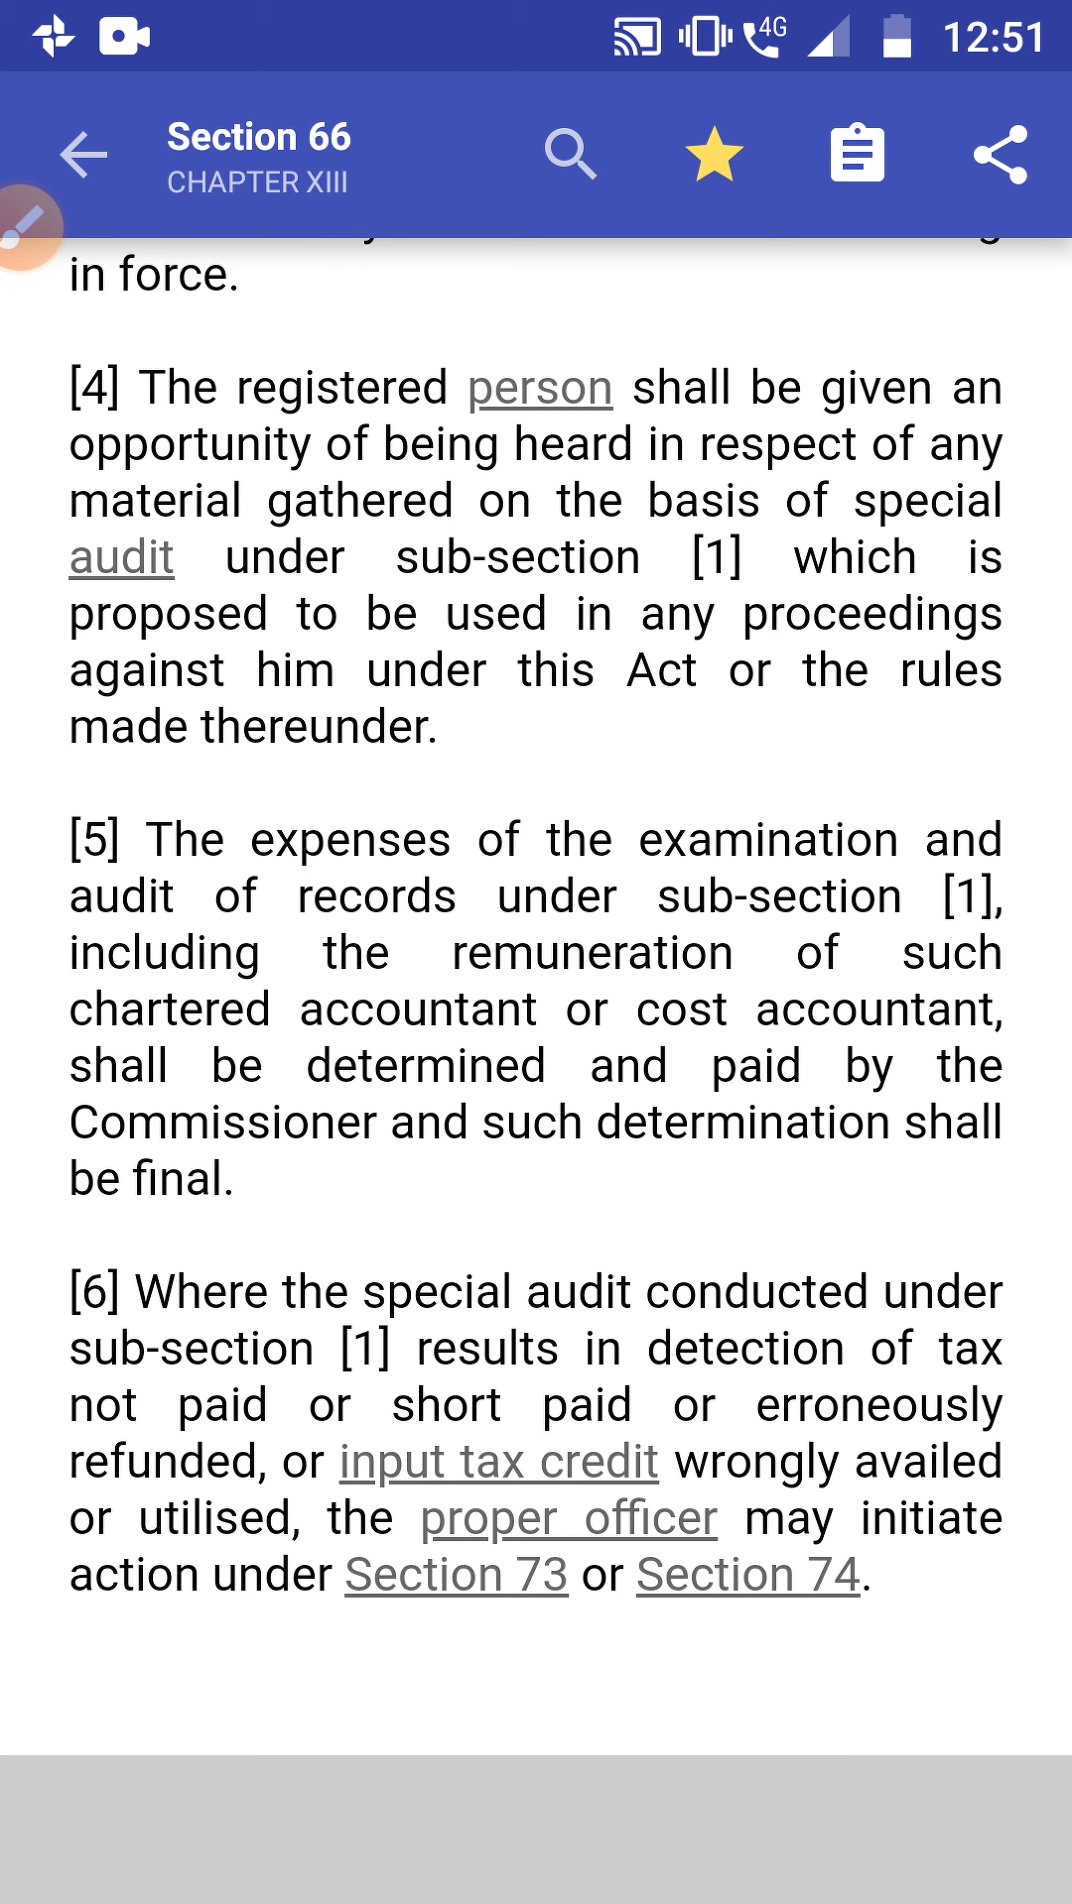 4G 12:51
Section 66
CHAPTER XIII
in force.
[4] The registered person shall be given an
opportunity of being heard in respect of any
material gathered on the basis of special
audit under sub-section [1] which is
proposed to be used in any proceedings
against him under this Act or the rules
made thereunder.
[5] The expenses of the examination and
audit of records under sub-section [1],
including the remuneration of such
chartered accountant or cost accountant,
shall be determined and paid by the
Commissioner and such determination shall
be final.
[6] Where the special audit conducted under
sub-section [1] results in detection of tax
not paid or short paid or erroneously
refunded, or input tax credit wrongly availed
or utilised, the proper officer may initiate
action under Section 73 or Section 74.